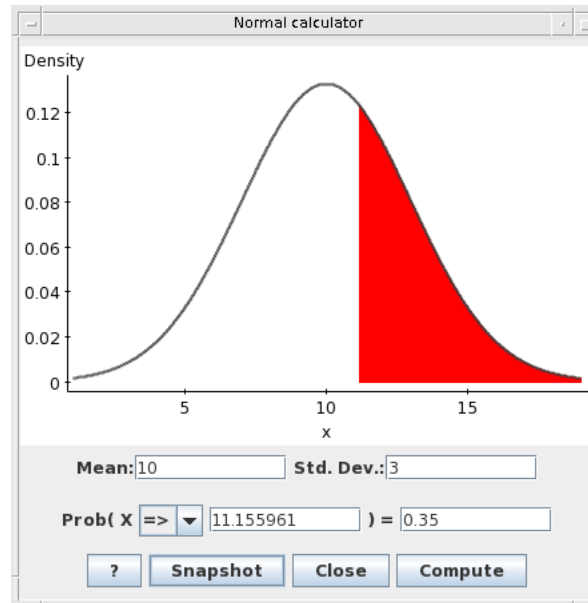 Normal calculator
Density
0.12
0.1
0.08
0.06
0.04
0.02
0
5 10 15
x
Mean: 10 Std. Dev.: 3
Prob( X => 11.155961 ) = 0.35
? Snapshot Close Compute